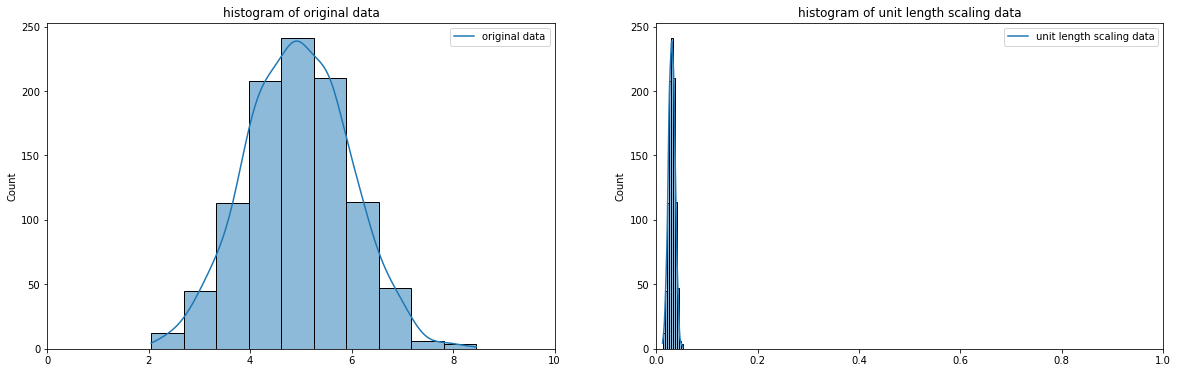 histogram of original data
250
200
150
100
50
0
Count
original data
0 2 4 6 8 10
histogram of unit length scaling data
250
200
150
100
50
0
Count
unit length scaling data
0.0 0.2 0.4 0.6 0.8 1.0